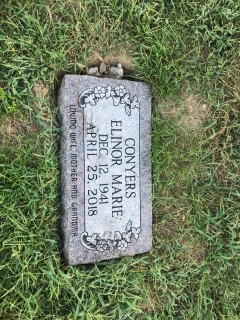 CONYERS
ELINOR MARIE
DEC. 12, 1941
APRIL 25, 2018
LOVING WIFE, MOTHER AND GRANDMA